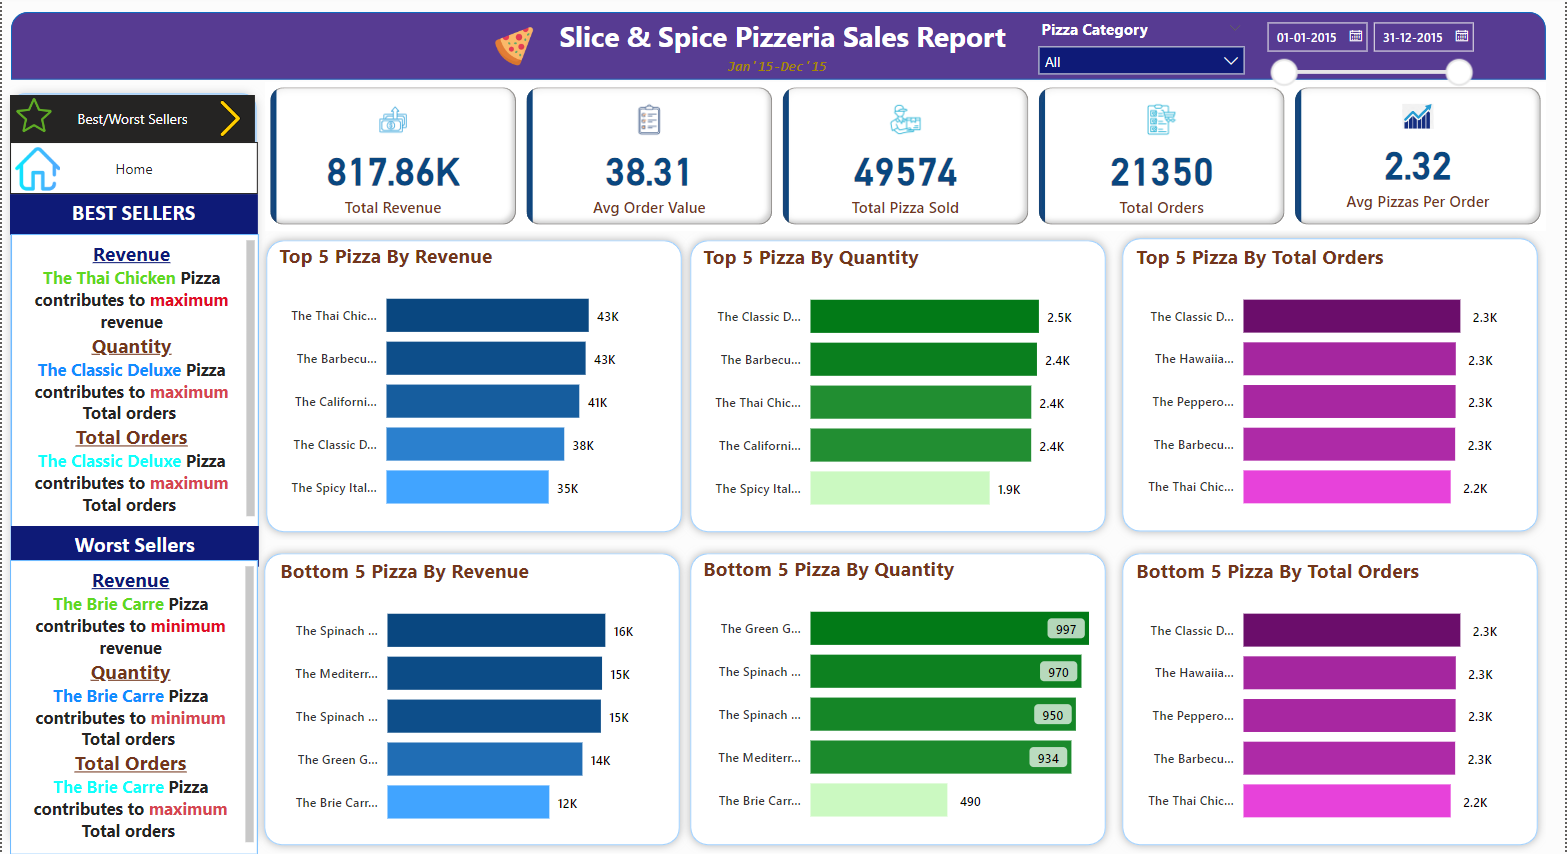 Slice & Spice Pizzeria Sales Report
Jan'15-Dec'15
Pizza Category
All
01-01-2015
31-12-2015
Best/Worst Sellers
Home
BEST SELLERS
Revenue
The Thai Chicken Pizza
contributes to maximum
revenue
Quantity
The Classic Deluxe Pizza
contributes to maximum
Total orders
Total Orders
The Classic Deluxe Pizza
contributes to maximum
Total orders
Worst Sellers
Revenue
The Brie Carre Pizza
contributes to minimum
revenue
Quantity
The Brie Carre Pizza
contributes to minimum
Total orders
Total Orders
The Brie Carre Pizza
contributes to maximum
Total orders
817.86K
Total Revenue
38.31
Avg Order Value
49574
Total Pizza Sold
21350
Total Orders
2.32
Avg Pizzas Per Order
Top 5 Pizza By Revenue
The Thai Chic... 43K
The Barbecu... 43K
The Californi... 41K
The Classic D... 38K
The Spicy Ital... 35K
Top 5 Pizza By Quantity
The Classic D... 2.5K
The Barbecu... 2.4K
The Thai Chic... 2.4K
The Californi... 2.4K
The Spicy Ital... 1.9K
Top 5 Pizza By Total Orders
The Classic D... 2.3K
The Hawaiia... 2.3K
The Peppero... 2.3K
The Barbecu... 2.3K
The Thai Chic... 2.2K
Bottom 5 Pizza By Revenue
The Spinach ... 16K
The Mediterr... 15K
The Spinach ... 15K
The Green G... 14K
The Brie Carr... 12K
Bottom 5 Pizza By Quantity
The Green G... 997
The Spinach ... 970
The Spinach ... 950
The Mediterr... 934
The Brie Carr... 490
Bottom 5 Pizza By Total Orders
The Classic D... 2.3K
The Hawaiia... 2.3K
The Peppero... 2.3K
The Barbecu... 2.3K
The Thai Chic... 2.2K